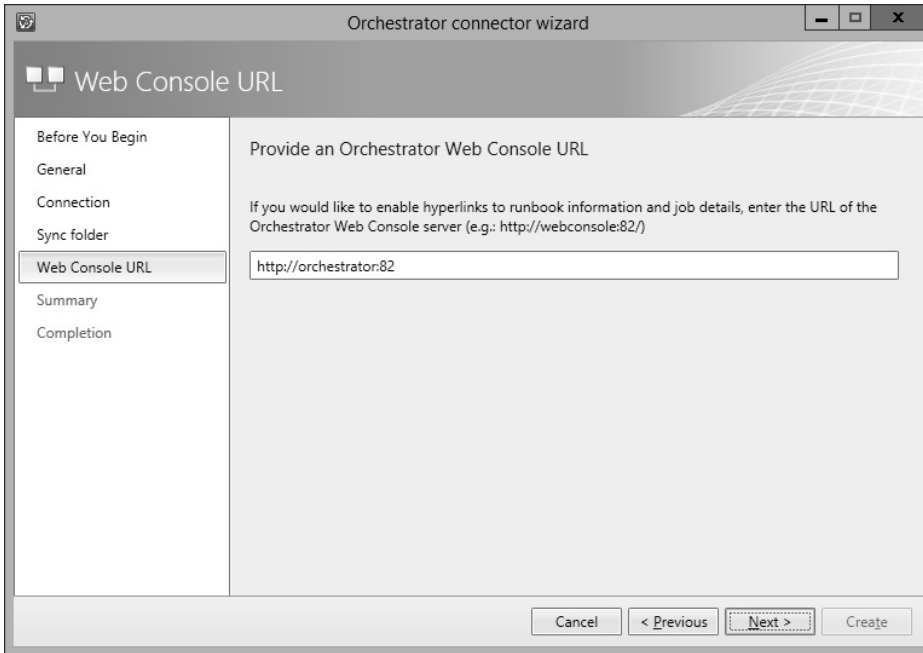 Orchestrator connector wizard
Web Console URL
Before You Begin
General
Connection
Sync folder
Web Console URL
Summary
Completion
Provide an Orchestrator Web Console URL
If you would like to enable hyperlinks to runbook information and job details, enter the URL of the
Orchestrator Web Console server (e.g.: http://webconsole:82/)
http://orchestrator:82
Cancel
< Previous
Next >
Create